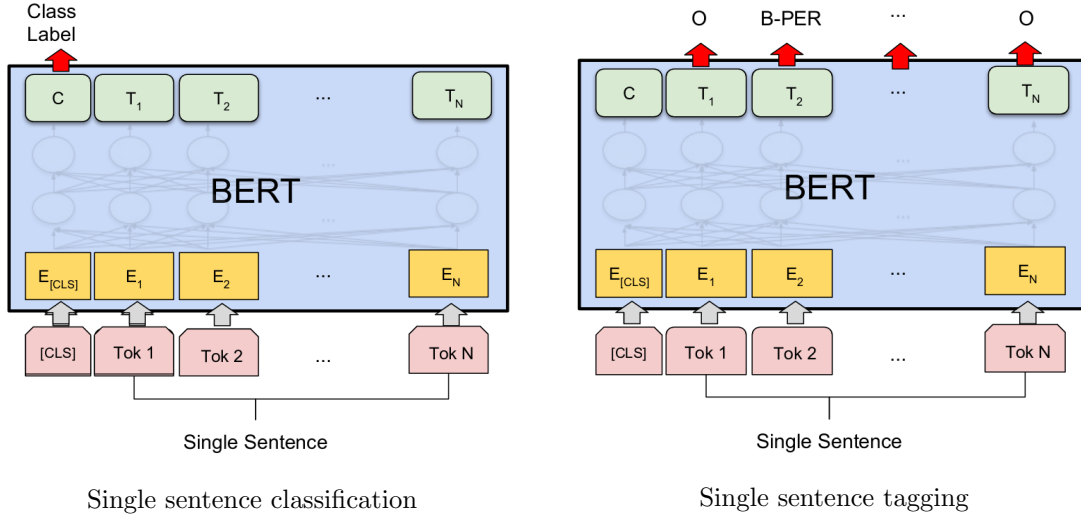 Class
Label
C T1 T2 ... TN
...
BERT
...
E[CLS] E1 E2 ... EN
[CLS] Tok 1 Tok 2 ... Tok N
Single Sentence
Single sentence classification
O B-PER ... O
C T1 T2 ... TN
...
BERT
...
E[CLS] E1 E2 ... EN
[CLS] Tok 1 Tok 2 ... Tok N
Single Sentence
Single sentence tagging